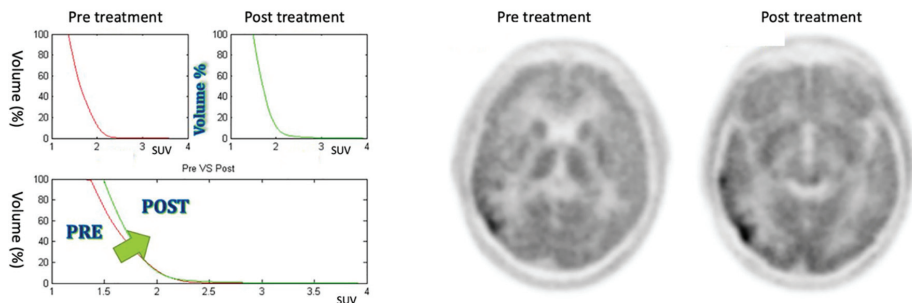 Pre treatment
Post treatment
Volume (%)
100
80
60
40
20
0
1
2
3
4
SUV
Volume %
100
80
60
40
20
0
1
2
3
4
SUV
Pre VS Post
Volume (%)
100
80
60
40
20
0
1
1.5
2
2.5
3
3.5
4
SUV
PRE
POST
Pre treatment
Post treatment